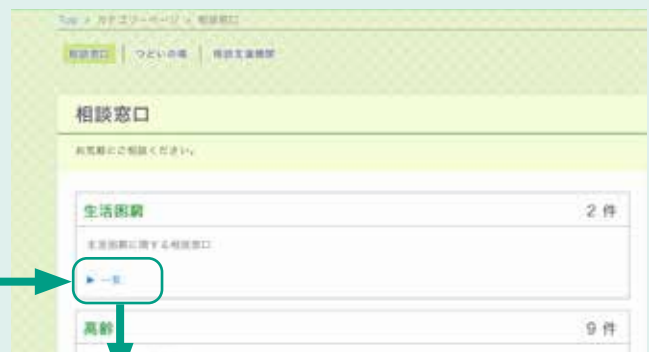 Top > カテゴリーページ > 相談窓口
相談窓口 | つどいの場 | 相談支援機関
相談窓口
お気軽にご相談ください。
生活困窮 2 件
生活困窮に関する相談窓口
▶ 一覧
高齢 9 件